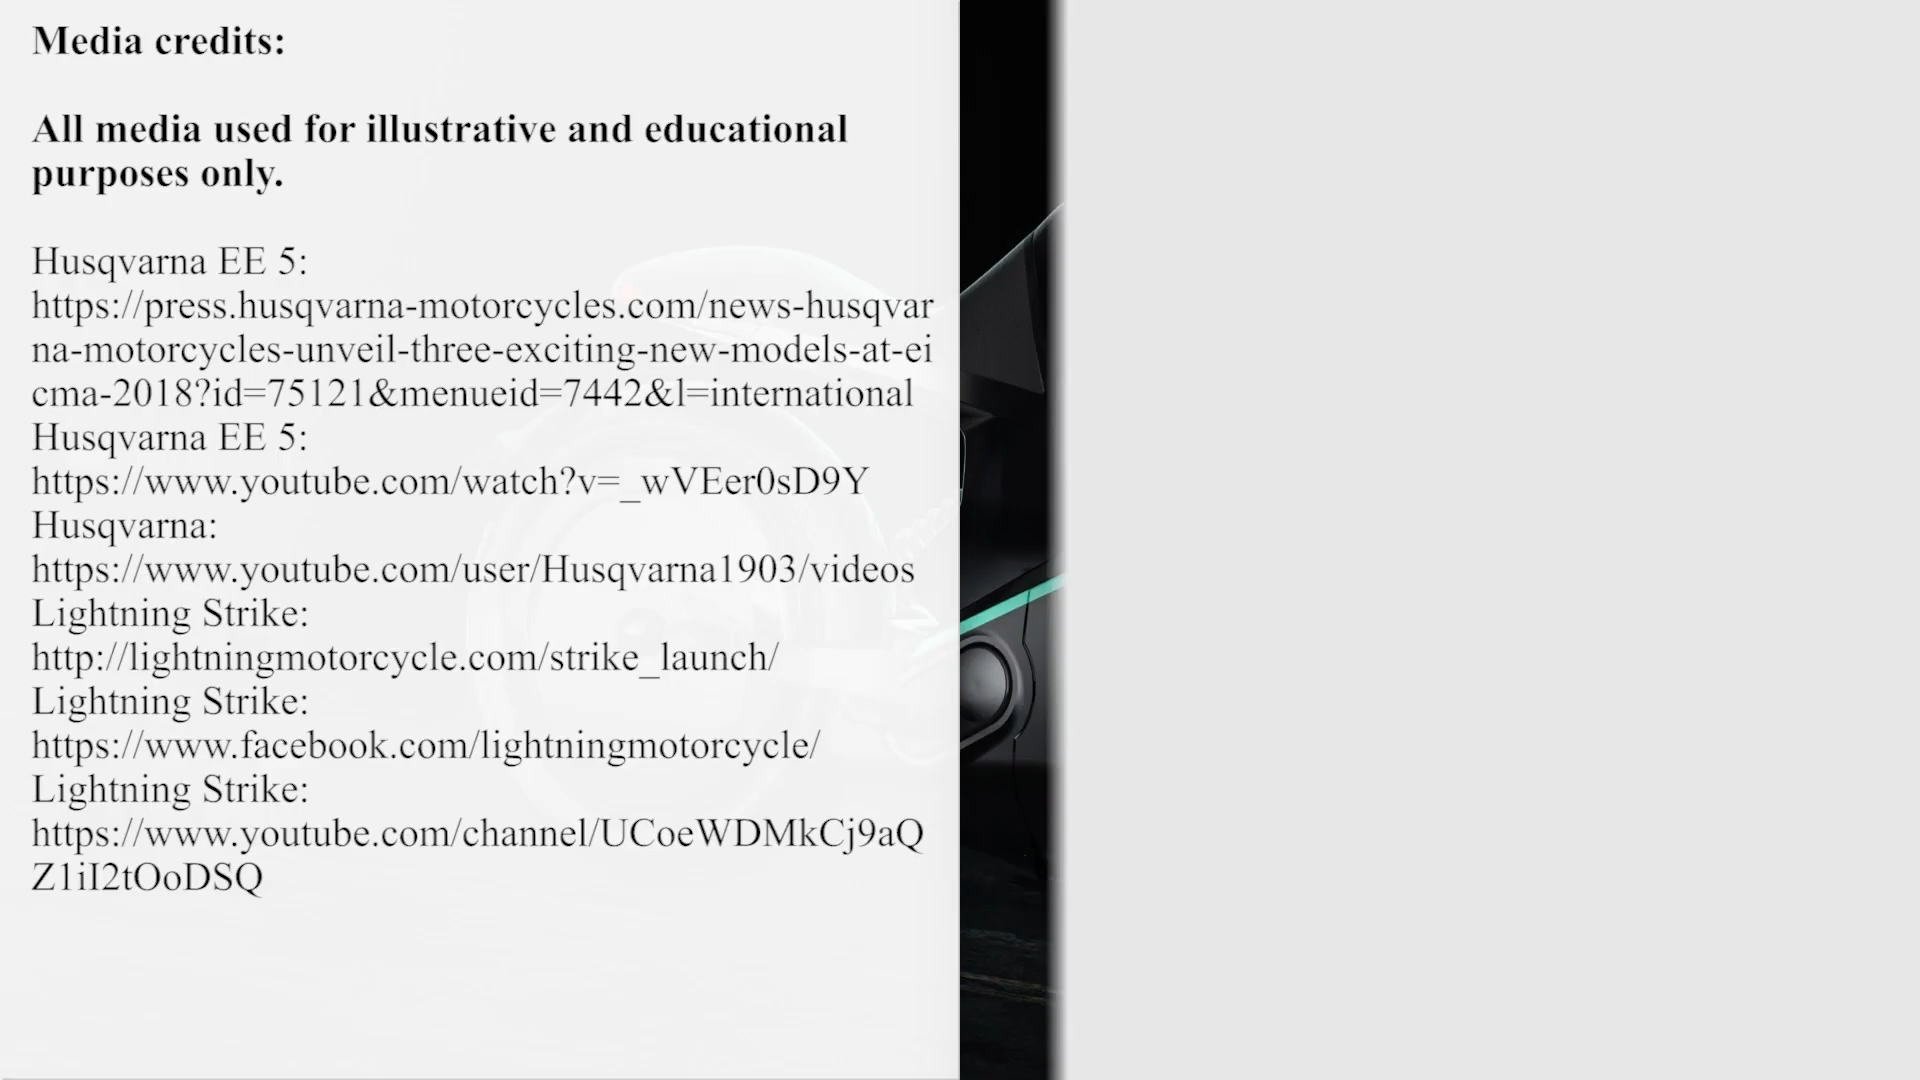 Media credits:
All media used for illustrative and educational
purposes only.
Husqvarna EE 5:
https://press.husqvarna-motorcycles.com/news-husqvar
na-motorcycles-unveil-three-exciting-new-models-at-ei
cma-2018?id=75121&menueid=7442&l=international
Husqvarna EE 5:
https://www.youtube.com/watch?v=_wVEer0sD9Y
Husqvarna:
https://www.youtube.com/user/Husqvarna1903/videos
Lightning Strike:
http://lightningmotorcycle.com/strike_launch/
Lightning Strike:
https://www.facebook.com/lightningmotorcycle/
Lightning Strike:
https://www.youtube.com/channel/UCoeWDMkCj9aQ
Z1iI2tOoDSQ